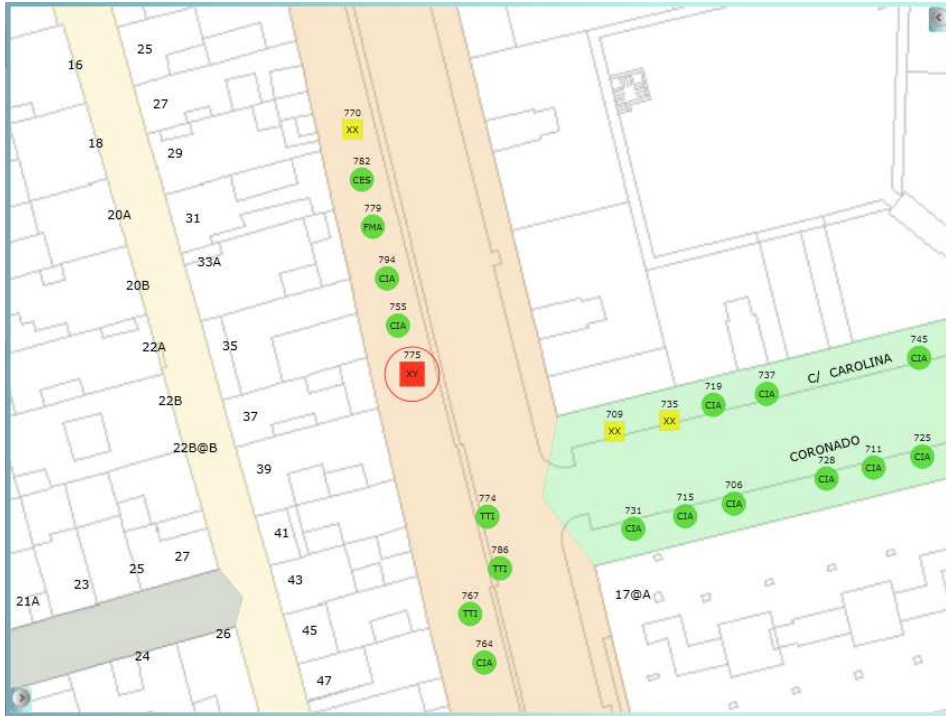 25
16
27
770
XX
18
29
782
CES
20A
31
779
FMA
33A
794
CIA
20B
755
CIA
22A
35
775
XY
745
CIA
C/ CAROLINA
737
CIA
719
CIA
735
XX
709
XX
22B
37
22B@B
CORONADO
725
CIA
711
CIA
728
CIA
39
706
CIA
715
CIA
731
CIA
774
TTI
41
27
25
23
21A
43
786
TTI
17@A
767
TTI
26
45
24
764
CIA
47